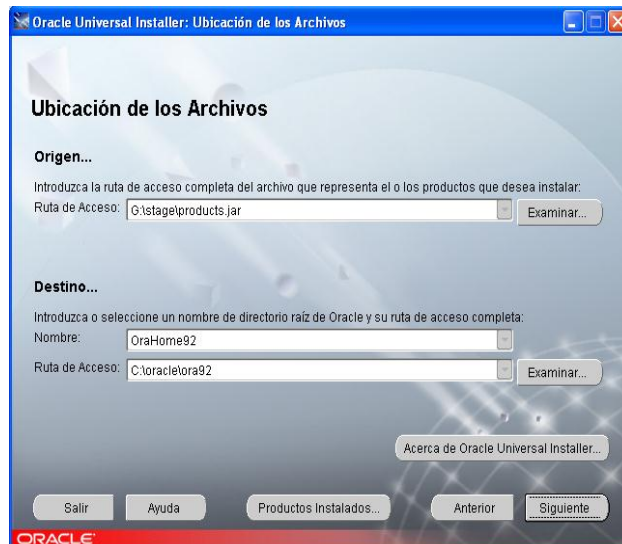 Oracle Universal Installer: Ubicación de los Archivos
Ubicación de los Archivos
Origen...
Introduzca la ruta de acceso completa del archivo que representa el o los productos que desea instalar:
Ruta de Acceso: G:\stage\products.jar Examinar...
Destino...
Introduzca o seleccione un nombre de directorio raíz de Oracle y su ruta de acceso completa:
Nombre: OraHome92
Ruta de Acceso: C:\oracle\ora92 Examinar...
Acerca de Oracle Universal Installer...
Salir Ayuda Productos Instalados... Anterior Siguiente
ORACLE